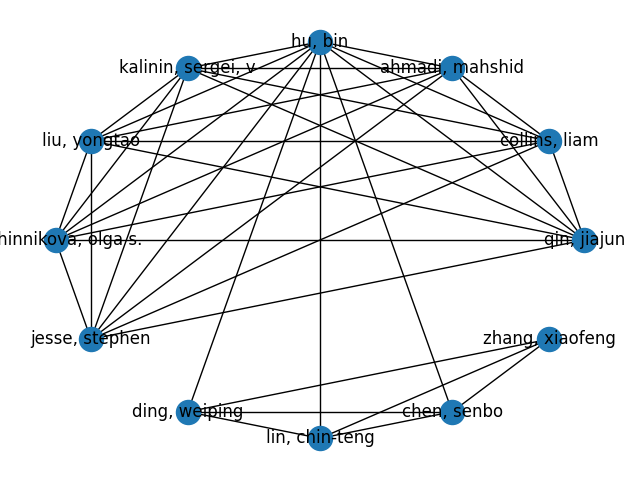 hu, bin
kalinin, sergei, v
ahmadi, mahshid
liu, yongtao
collins, liam
hinnikova, olga s.
qin, jiajun
jesse, stephen
zhang, xiaofeng
ding, weiping
chen, senbo
lin, chin-teng